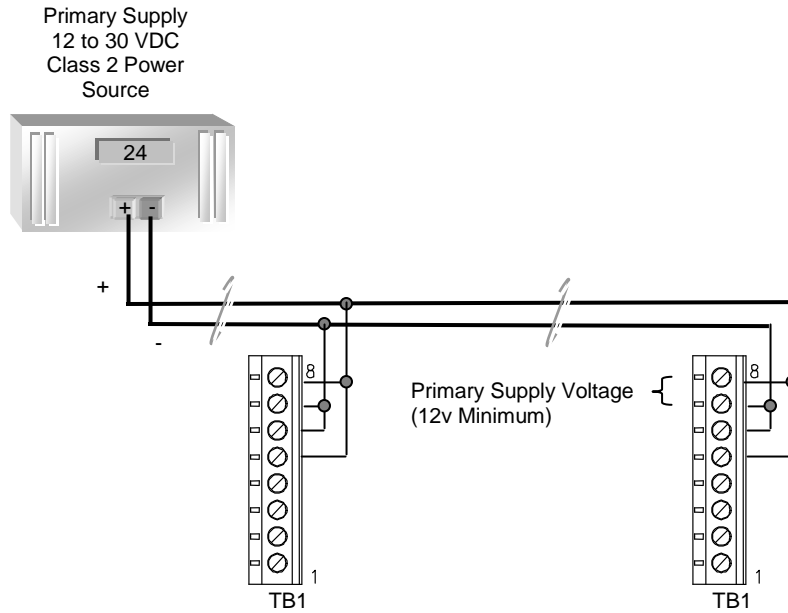 Primary Supply
12 to 30 VDC
Class 2 Power
Source
24
+ -
+
-
8
8
Primary Supply Voltage
(12v Minimum)
1
1
TB1
TB1